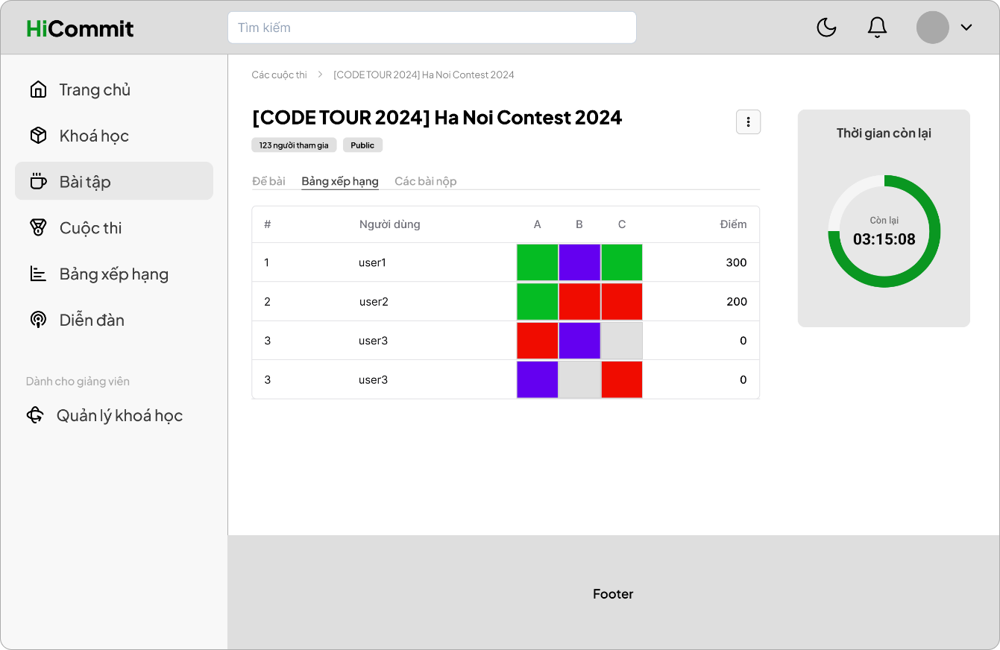 HiCommit
Tìm kiếm
Trang chủ
Khoá học
Bài tập
Cuộc thi
Bảng xếp hạng
Diễn đàn
Dành cho giảng viên
Quản lý khoá học
Các cuộc thi > [CODE TOUR 2024] Ha Noi Contest 2024
[CODE TOUR 2024] Ha Noi Contest 2024
123 người tham gia Public
Đề bài Bảng xếp hạng Các bài nộp
# Người dùng A B C Điểm
1 user1 300
2 user2 200
3 user3 0
3 user3 0
Thời gian còn lại
Còn lại
03:15:08
Footer